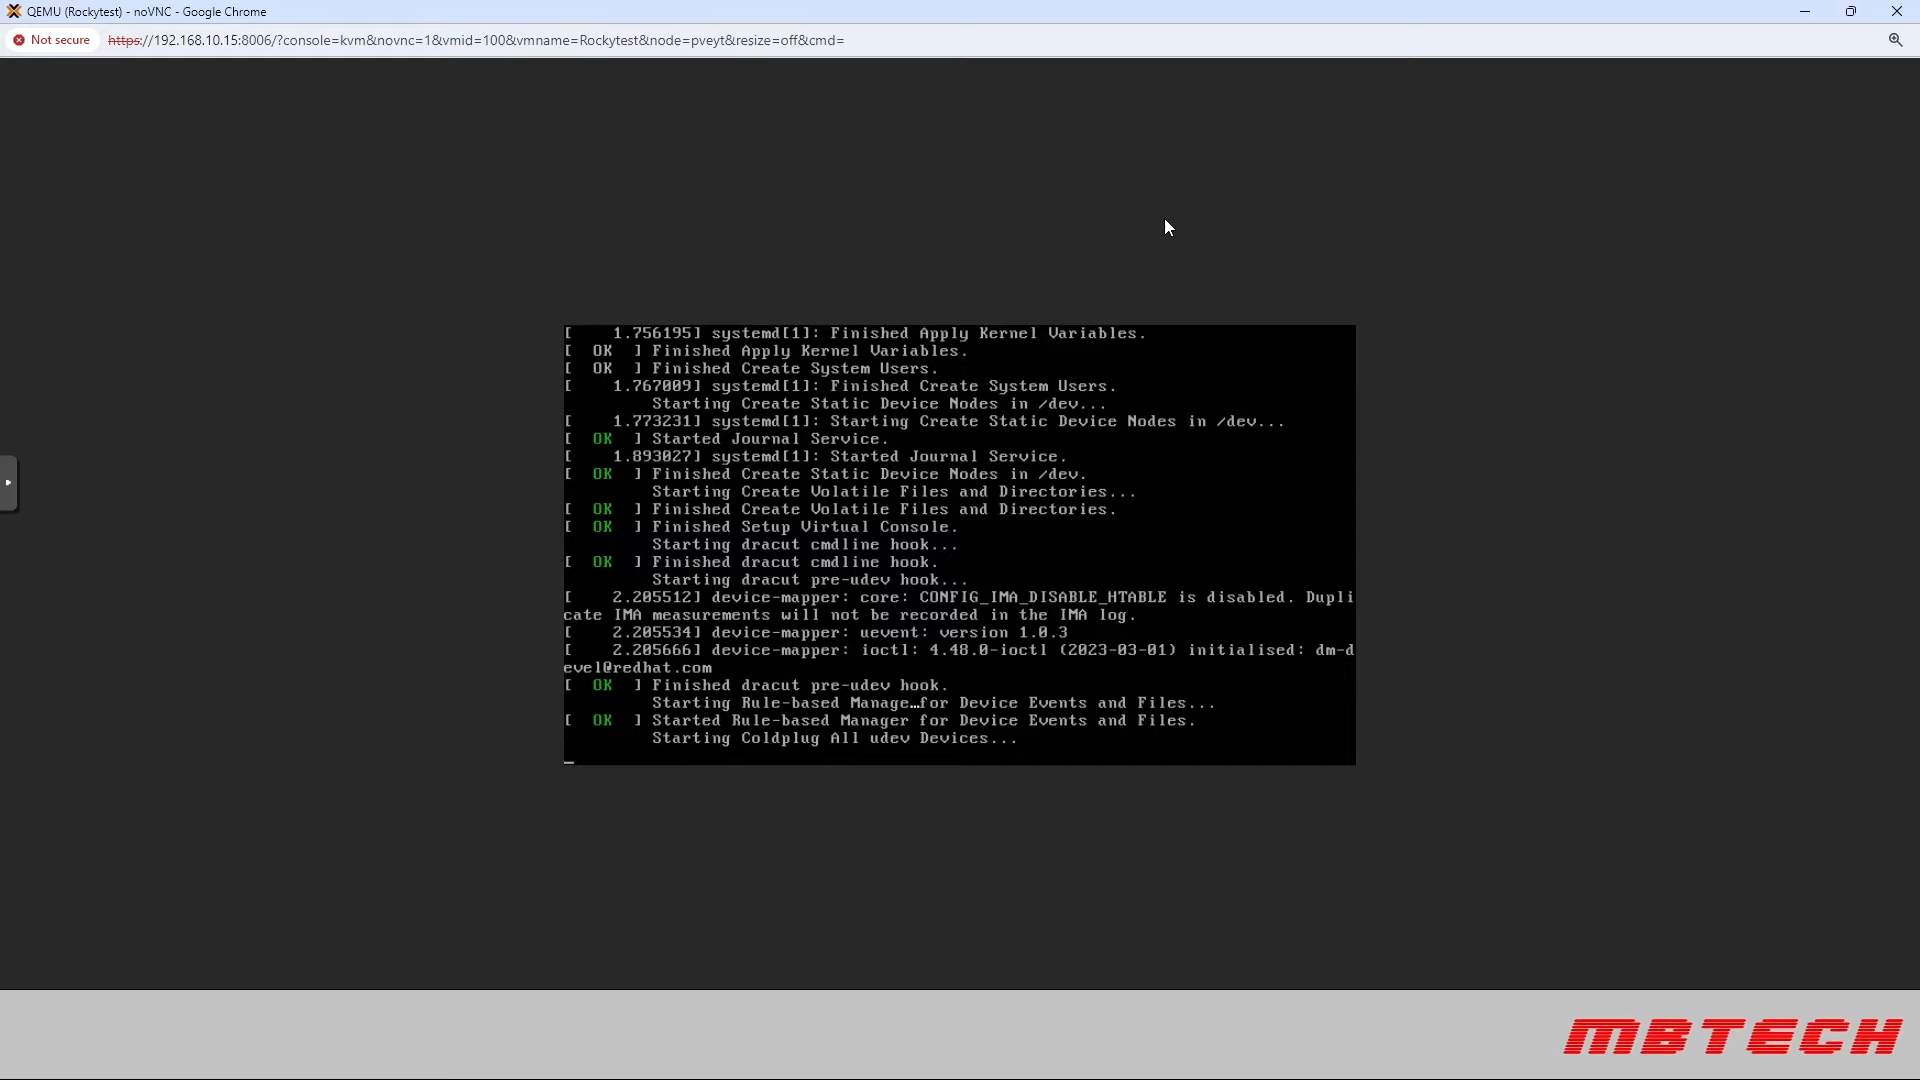 QEMU (Rockytest) - noVNC - Google Chrome
Not secure https://192.168.10.15:8006/?console=kvm&novnc=1&vmid=100&vmname=Rockytest&node=pveyt&resize=off&cmd=
[    1.756195] systemd[1]: Finished Apply Kernel Variables.
[  OK  ] Finished Apply Kernel Variables.
[  OK  ] Finished Create System Users.
[    1.767009] systemd[1]: Finished Create System Users.
Starting Create Static Device Nodes in /dev...
[    1.773231] systemd[1]: Starting Create Static Device Nodes in /dev...
[  OK  ] Started Journal Service.
[    1.893027] systemd[1]: Started Journal Service.
[  OK  ] Finished Create Static Device Nodes in /dev.
Starting Create Volatile Files and Directories...
[  OK  ] Finished Create Volatile Files and Directories.
[  OK  ] Finished Setup Virtual Console.
Starting dracut cmdline hook...
[  OK  ] Finished dracut cmdline hook.
Starting dracut pre-udev hook...
[    2.205512] device-mapper: core: CONFIG_IMA_DISABLE_HTABLE is disabled. Dupli
cate IMA measurements will not be recorded in the IMA log.
[    2.205534] device-mapper: uevent: version 1.0.3
[    2.205666] device-mapper: ioctl: 4.48.0-ioctl (2023-03-01) initialised: dm-d
evel@redhat.com
[  OK  ] Finished dracut pre-udev hook.
Starting Rule-based Manage…for Device Events and Files...
[  OK  ] Started Rule-based Manager for Device Events and Files.
Starting Coldplug All udev Devices...
MBTECH